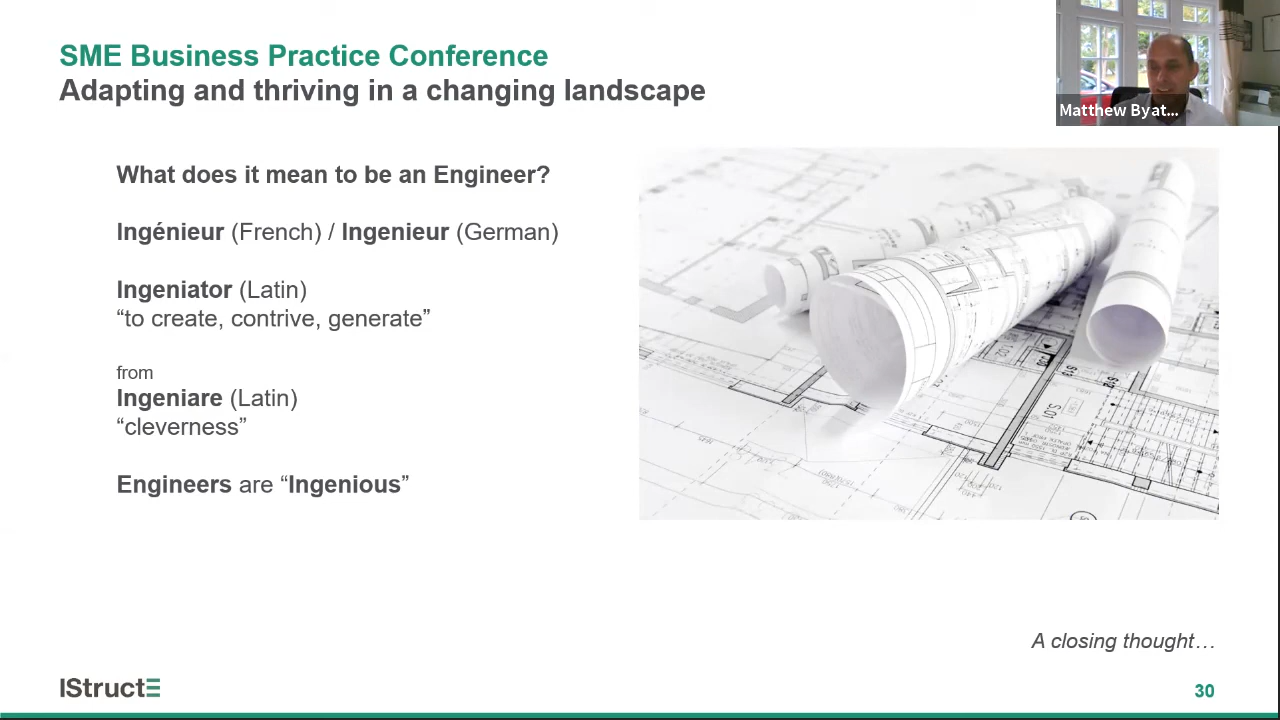 SME Business Practice Conference
Adapting and thriving in a changing landscape
Matthew Byat...
What does it mean to be an Engineer?
Ingénieur (French) / Ingenieur (German)
Ingeniator (Latin)
“to create, contrive, generate”
from
Ingeniare (Latin)
“cleverness”
Engineers are “Ingenious”
S.01
A closing thought…
IStructE
30